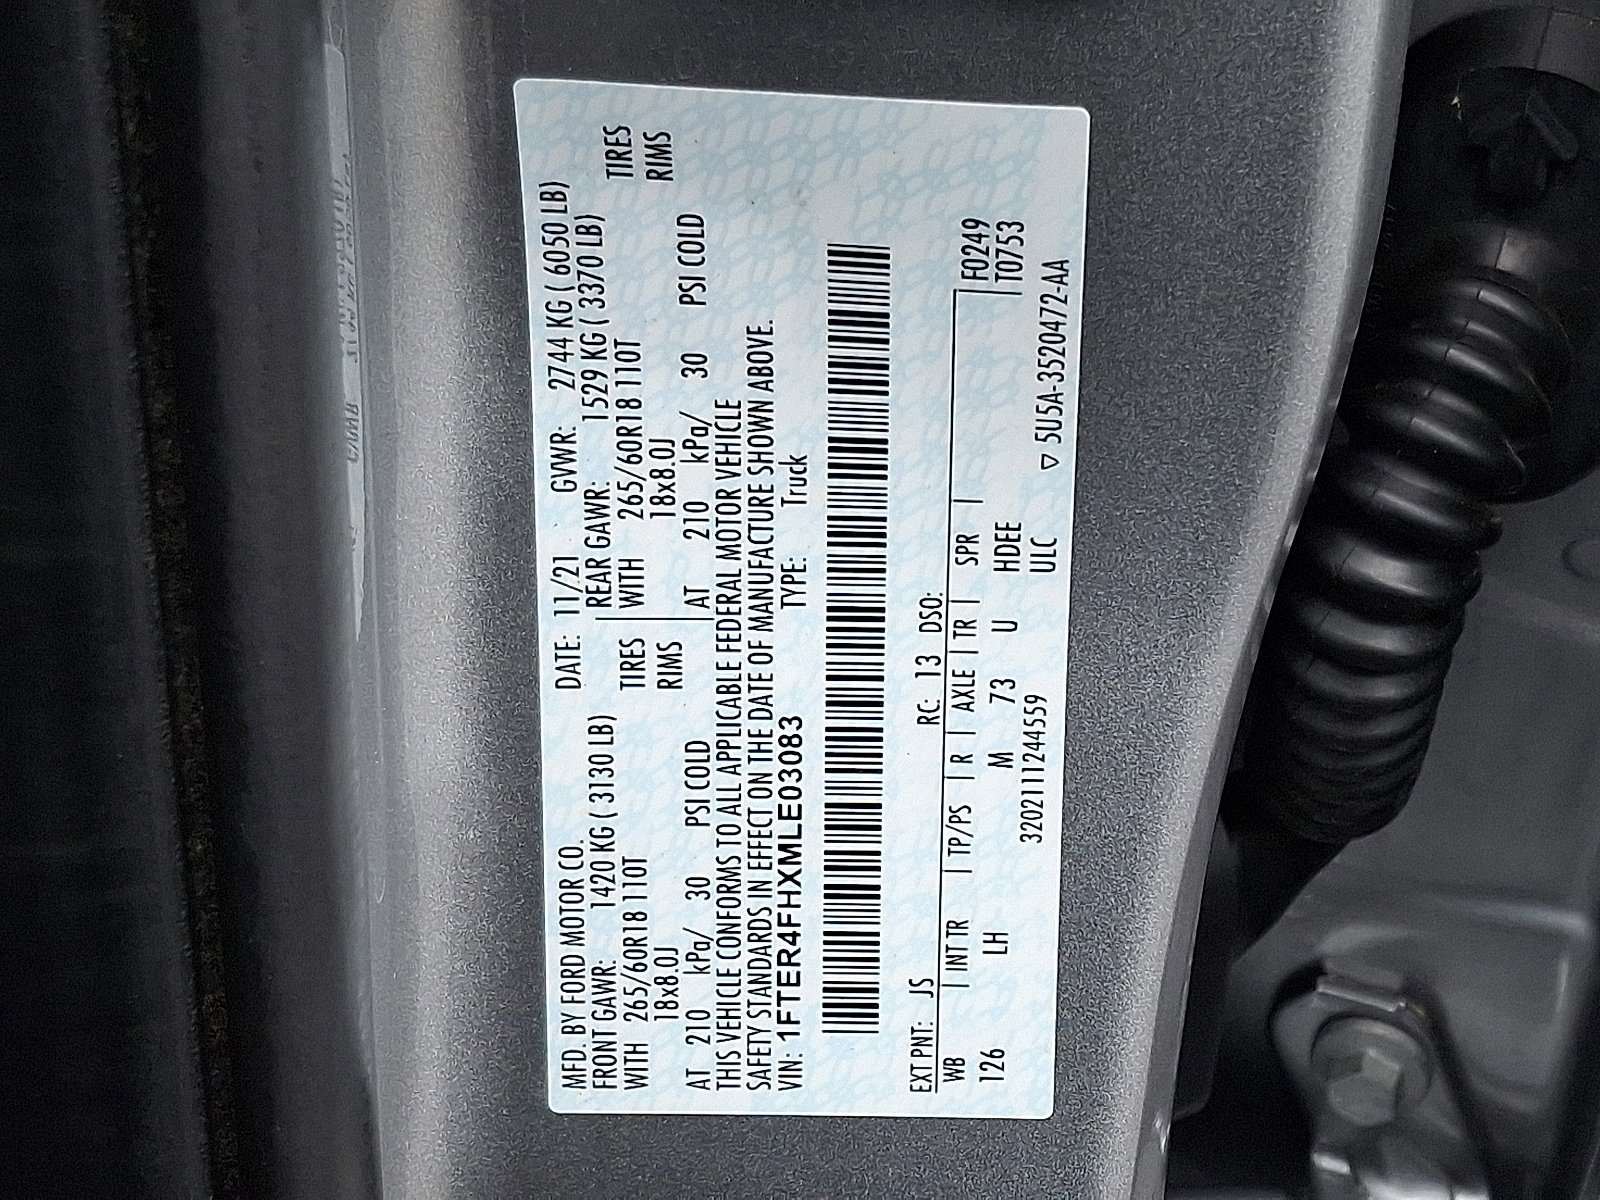 MFD. BY FORD MOTOR CO. DATE: 11/21 GVWR: 2744 KG ( 6050 LB)
FRONT GAWR: 1420 KG ( 3130 LB) REAR GAWR: 1529 KG ( 3370 LB)
WITH 265/60R18 110T TIRES WITH 265/60R18 110T TIRES
18x8.0J RIMS 18x8.0J RIMS
AT 210 kPa/ 30 PSI COLD AT 210 kPa/ 30 PSI COLD
THIS VEHICLE CONFORMS TO ALL APPLICABLE FEDERAL MOTOR VEHICLE
SAFETY STANDARDS IN EFFECT ON THE DATE OF MANUFACTURE SHOWN ABOVE.
VIN: 1FTER4FHXMLE03083 TYPE: Truck
EXT PNT: JS RC: 13 DSO:
WB | INT TR | TP/PS | R | AXLE | TR | SPR | F0249
126 LH M 73 U HDEE T0753
3202111244559 ULC ▽ 5U5A-3520472-AA